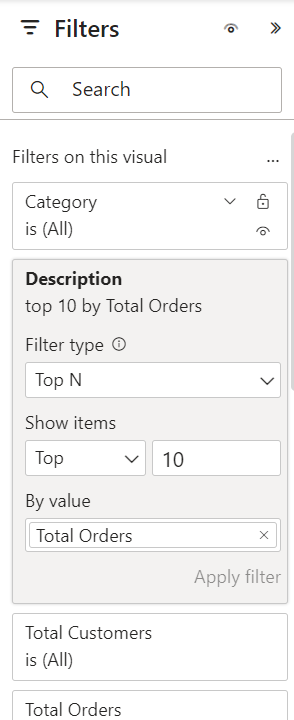 Filters
Search
Filters on this visual
Category
is (All)
Description
top 10 by Total Orders
Filter type
Top N
Show items
Top 10
By value
Total Orders
Apply filter
Total Customers
is (All)
Total Orders